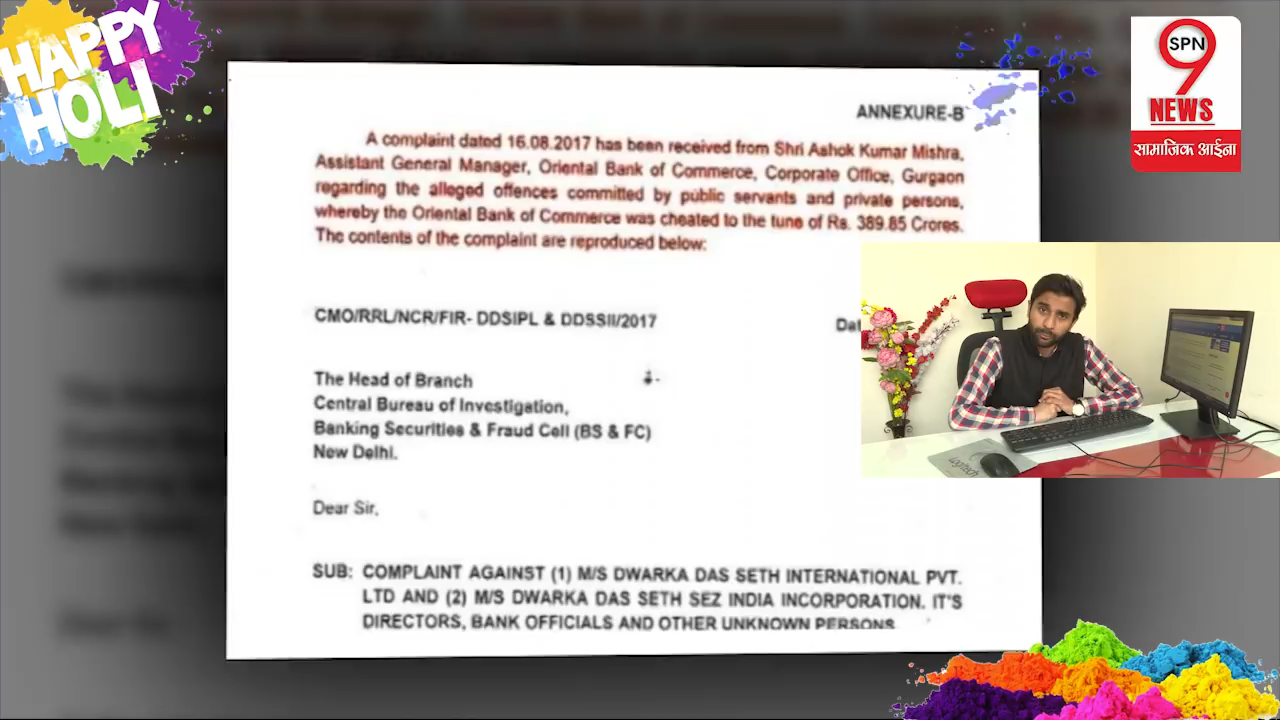 HAPPY
HOLI
SPN
9
NEWS
सामाजिक आईना
ANNEXURE-B
A complaint dated 16.08.2017 has been received from Shri Ashok Kumar Mishra,
Assistant General Manager, Oriental Bank of Commerce, Corporate Office, Gurgaon
regarding the alleged offences committed by public servants and private persons,
whereby the Oriental Bank of Commerce was cheated to the tune of Rs. 389.85 Crores.
The contents of the complaint are reproduced below:
CMO/RRL/NCR/FIR- DDSIPL & DDSSII/2017
The Head of Branch
Central Bureau of Investigation,
Banking Securities & Fraud Cell (BS & FC)
New Delhi.
Dear Sir,
SUB: COMPLAINT AGAINST (1) M/S DWARKA DAS SETH INTERNATIONAL PVT.
LTD AND (2) M/S DWARKA DAS SETH SEZ INDIA INCORPORATION. IT'S
DIRECTORS, BANK OFFICIALS AND OTHER UNKNOWN PERSONS.
Logitech